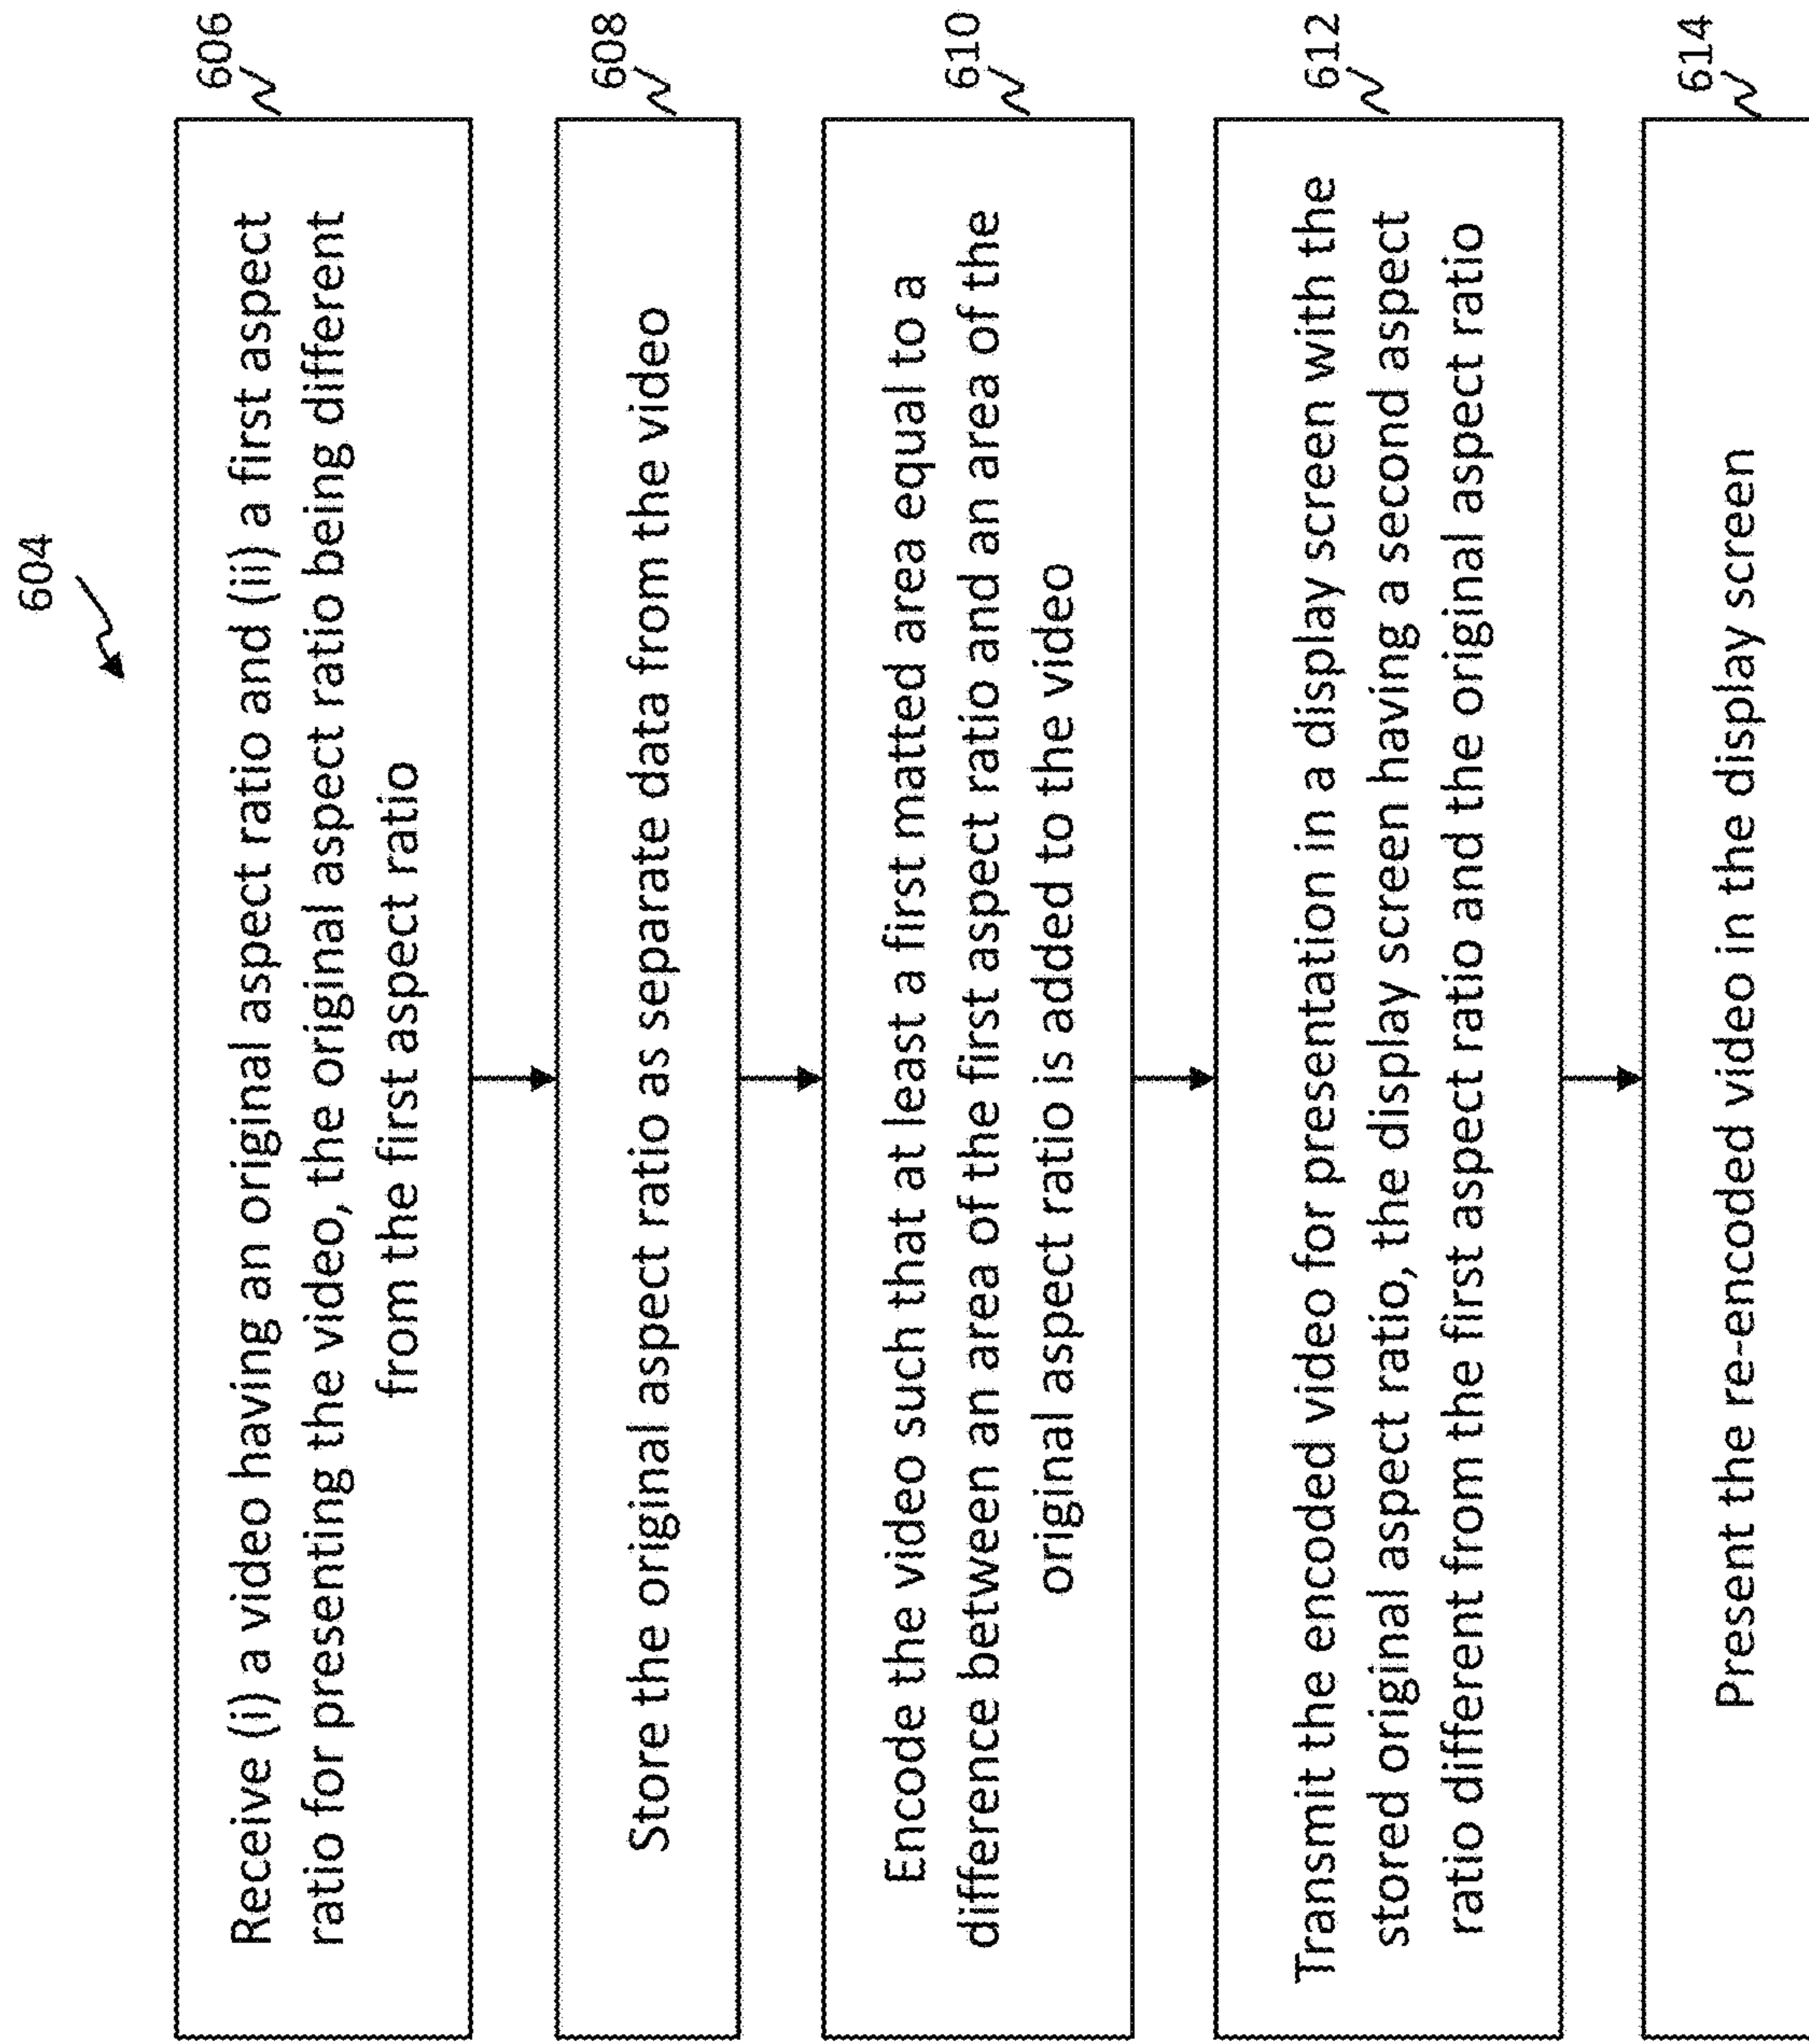 604
606
Receive (i) a video having an original aspect ratio and (ii) a first aspect
ratio for presenting the video, the original aspect ratio being different
from the first aspect ratio
608
Store the original aspect ratio as separate data from the video
610
Encode the video such that at least a first matted area equal to a
difference between an area of the first aspect ratio and an area of the
original aspect ratio is added to the video
612
Transmit the encoded video for presentation in a display screen with the
stored original aspect ratio, the display screen having a second aspect
ratio different from the first aspect ratio and the original aspect ratio
614
Present the re-encoded video in the display screen